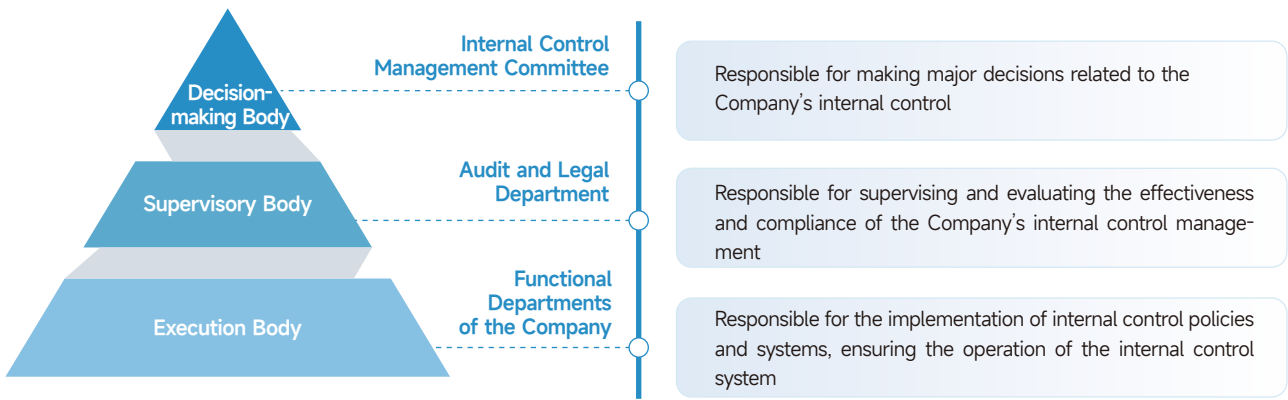 Decision-
making Body
Internal Control
Management Committee
Responsible for making major decisions related to the
Company's internal control
Supervisory Body
Audit and Legal
Department
Responsible for supervising and evaluating the effectiveness
and compliance of the Company's internal control manage-
ment
Execution Body
Functional
Departments
of the Company
Responsible for the implementation of internal control policies
and systems, ensuring the operation of the internal control
system